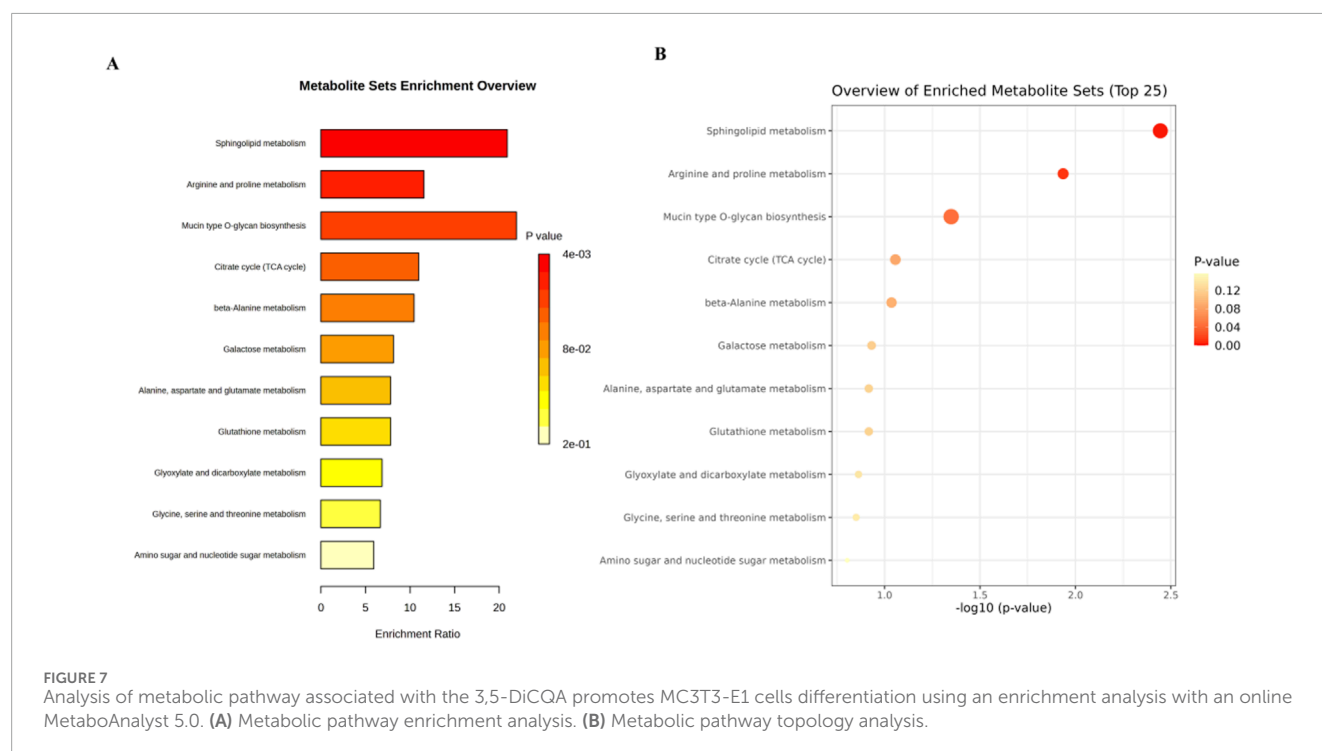 A
Metabolite Sets Enrichment Overview
Sphingolipid metabolism
Arginine and proline metabolism
Mucin type O-glycan biosynthesis
Citrate cycle (TCA cycle)
beta-Alanine metabolism
Galactose metabolism
Alanine, aspartate and glutamate metabolism
Glutathione metabolism
Glyoxylate and dicarboxylate metabolism
Glycine, serine and threonine metabolism
Amino sugar and nucleotide sugar metabolism
0 5 10 15 20
Enrichment Ratio
P value
4e-03
8e-02
2e-01
B
Overview of Enriched Metabolite Sets (Top 25)
Sphingolipid metabolism
Arginine and proline metabolism
Mucin type O-glycan biosynthesis
Citrate cycle (TCA cycle)
beta-Alanine metabolism
Galactose metabolism
Alanine, aspartate and glutamate metabolism
Glutathione metabolism
Glyoxylate and dicarboxylate metabolism
Glycine, serine and threonine metabolism
Amino sugar and nucleotide sugar metabolism
1.0 1.5 2.0 2.5
-log10 (p-value)
P-value
0.12
0.08
0.04
0.00
FIGURE 7
Analysis of metabolic pathway associated with the 3,5-DiCQA promotes MC3T3-E1 cells differentiation using an enrichment analysis with an online
MetaboAnalyst 5.0. (A) Metabolic pathway enrichment analysis. (B) Metabolic pathway topology analysis.